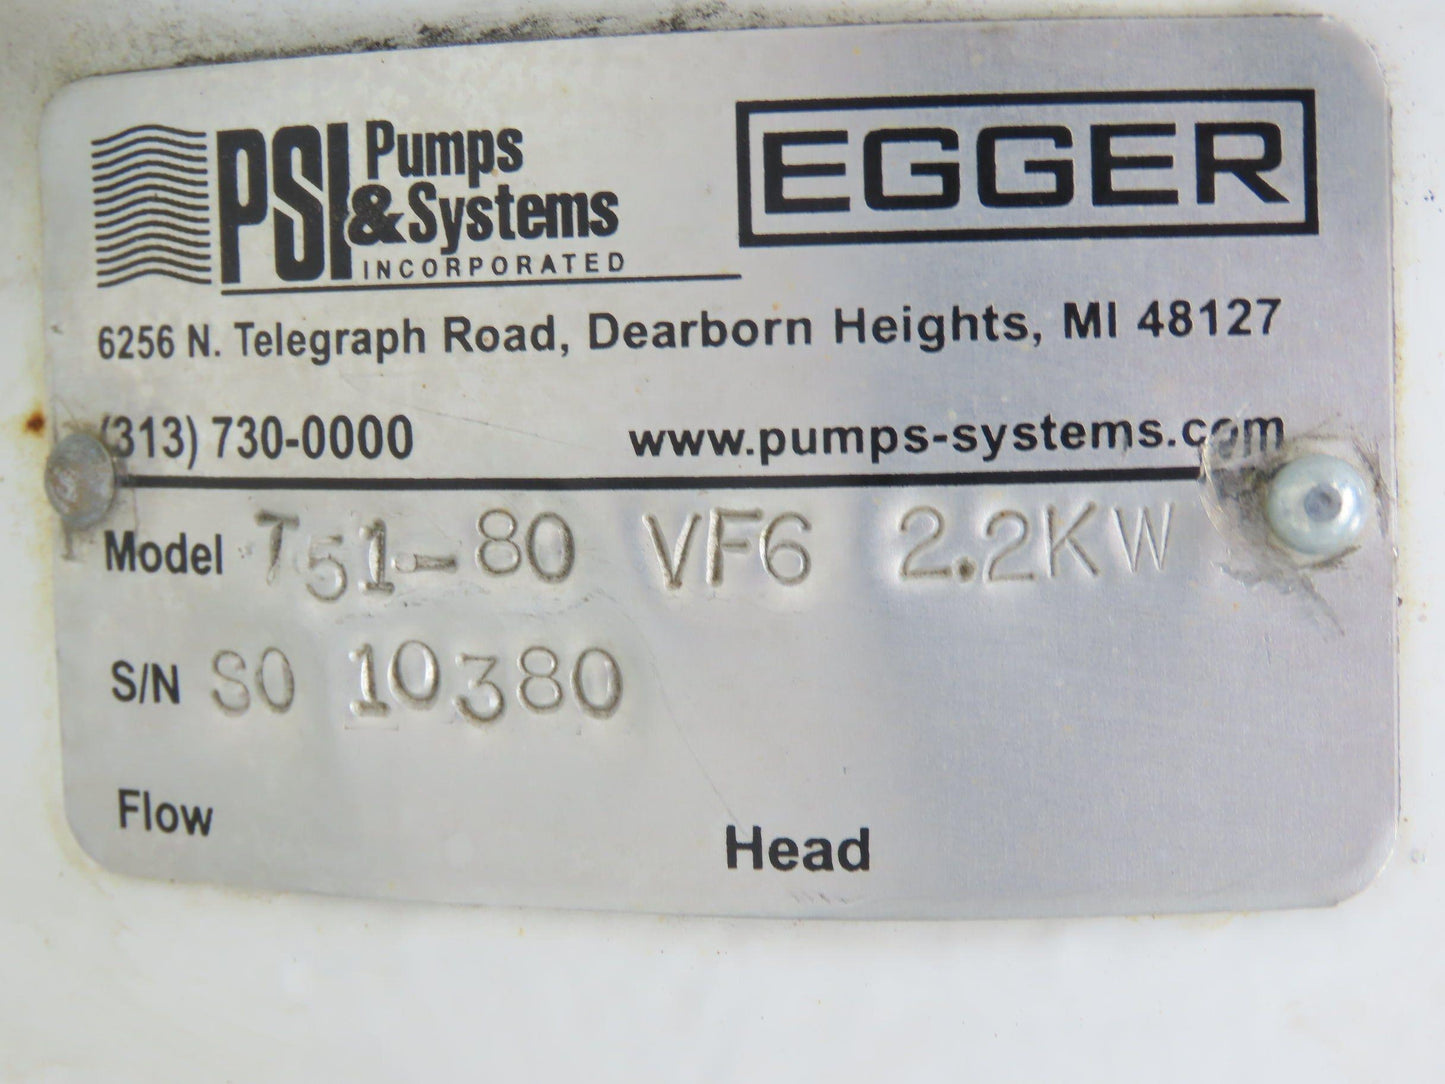 PSI Pumps & Systems INCORPORATED
EGGER
6256 N. Telegraph Road, Dearborn Heights, MI 48127
(313) 730-0000 www.pumps-systems.com
Model T51-80 VF6 2.2KW
S/N SO 10380
Flow Head